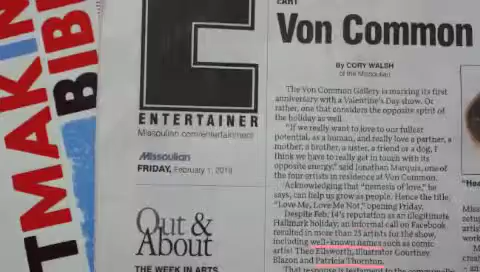 TMAKIN
BIBI
E
ENTERTAINER
Missoulian.com/entertainment
Missoulian
FRIDAY, February 1, 2019
Out &
About
THE WEEK IN ARTS
ART
Von Common
By CORY WALSH
of the Missoulian
The Von Common Gallery is marking its first
anniversary with a Valentine's Day show. Or
rather, one that considers the opposite spirit of
the holiday as well.
"If we really want to love to our fullest
potential, as a human, and really love a partner, a
mother, a brother, a sister, a friend or a dog, I
think we have to really get in touch with its
opposite energy," said Jonathan Marquis, one of
the four artists in residence at Von Common.
Acknowledging that "nemesis of love," he
says, can help us grow as people. Hence the title,
"Love Me, Love Me Not," opening Friday.
Despite Feb. 14's reputation as an illegitimate
Hallmark holiday, an informal call on Facebook
resulted in more than 25 artists for the show,
including well-known names such as comic
artist Theo Ellsworth, illustrator Courtney
Blazon and Patricia Thornton.
That response is testament to the